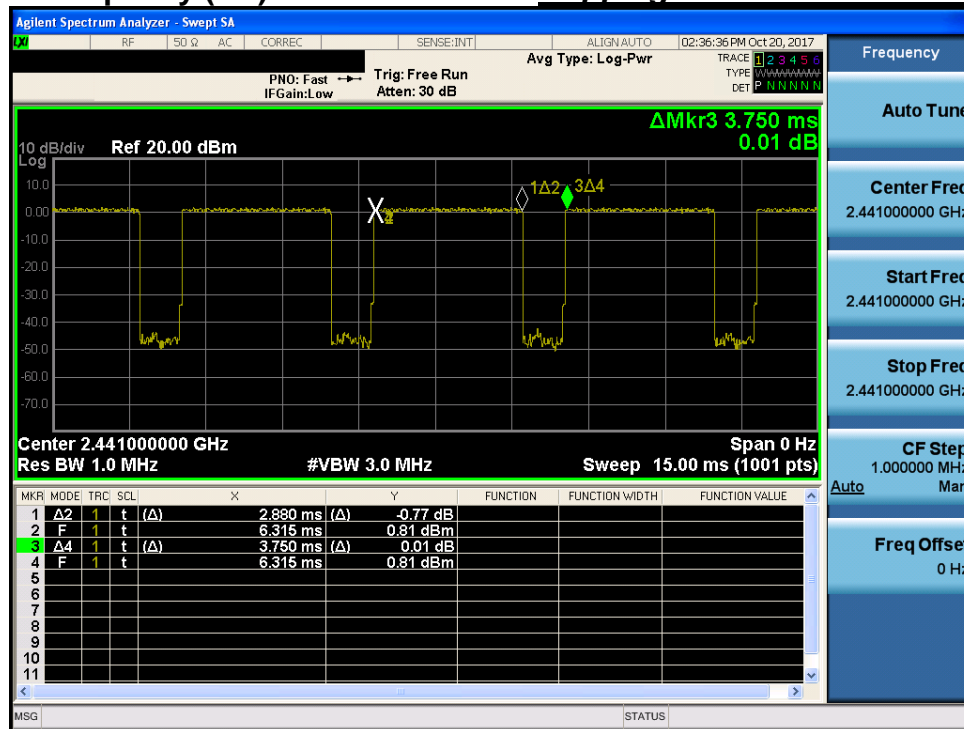 Agilent Spectrum Analyzer - Swept SA
LXI RF 50 Ω AC CORREC SENSE:INT ALIGN AUTO 02:36:36 PM Oct 20, 2017
Avg Type: Log-Pwr TRACE 1 2 3 4 5 6
PNO: Fast Trig: Free Run TYPE
IFGain:Low Atten: 30 dB DET P N N N N N
ΔMkr3 3.750 ms
0.01 dB
10 dB/div Ref 20.00 dBm
Log
10.0
1Δ2 3Δ4
0.00
-10.0
-20.0
-30.0
-40.0
-50.0
-60.0
-70.0
Center 2.441000000 GHz Span 0 Hz
Res BW 1.0 MHz #VBW 3.0 MHz Sweep 15.00 ms (1001 pts)
MKR MODE TRC SCL X Y FUNCTION FUNCTION WIDTH FUNCTION VALUE
1 Δ2 1 t (Δ) 2.880 ms (Δ) -0.77 dB
2 F 1 t 6.315 ms 0.81 dBm
3 Δ4 1 t (Δ) 3.750 ms (Δ) 0.01 dB
4 F 1 t 6.315 ms 0.81 dBm
5
6
7
8
9
10
11
MSG STATUS
Frequency
Auto Tune
Center Freq
2.441000000 GHz
Start Freq
2.441000000 GHz
Stop Freq
2.441000000 GHz
CF Step
1.000000 MHz
Auto Man
Freq Offset
0 Hz